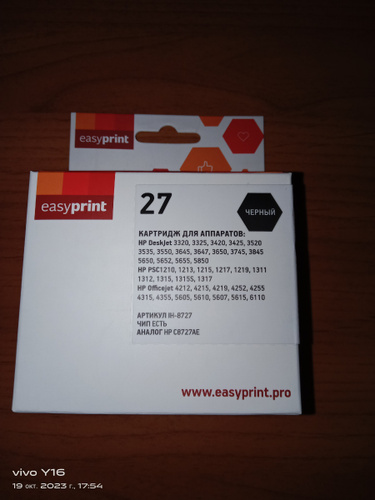 easyprint
easyprint
27
ЧЕРНЫЙ
КАРТРИДЖ ДЛЯ АППАРАТОВ:
HP DeskJet 3320, 3325, 3420, 3425, 3520
3535, 3550, 3645, 3647, 3650, 3745, 3845
5650, 5652, 5655, 5850
HP PSC1210, 1213, 1215, 1217, 1219, 1311
1312, 1315, 1315S, 1317
HP Officejet 4212, 4215, 4219, 4252, 4255
4315, 4355, 5605, 5610, 5607, 5615, 6110
АРТИКУЛ IH-8727
ЧИП ЕСТЬ
АНАЛОГ HP C8727AE
www.easyprint.pro
vivo Y16
19 окт. 2023 г., 17:54